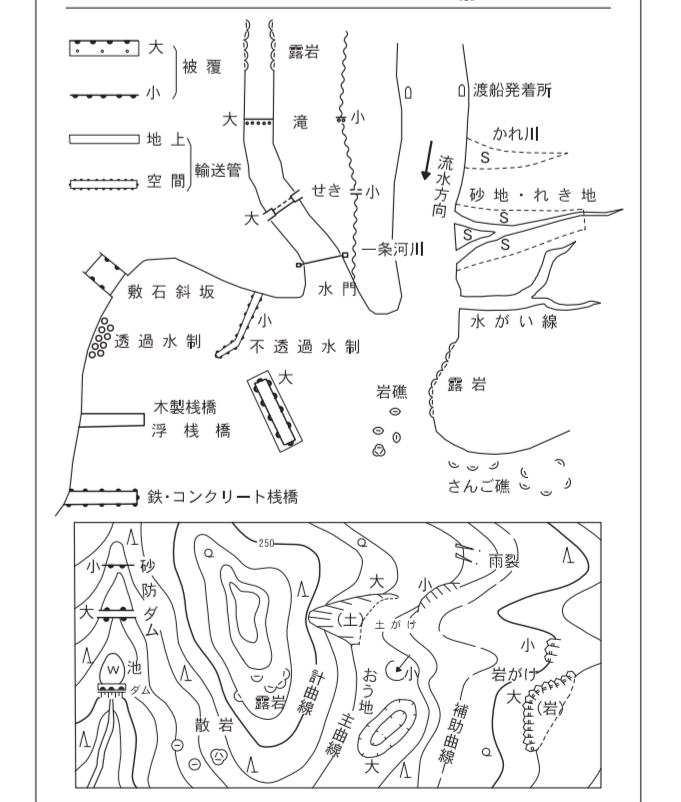 大
小
被覆
地上
空間
輸送管
露岩
大
滝
小
せき
小
大
一条河川
水門
流水方向
渡船発着所
かれ川
S
砂地・れき地
S
S
S
水がい線
露岩
さんご礁
敷石斜坂
透過水制
小
不透過水制
大
岩礁
木製桟橋
浮桟橋
鉄・コンクリート桟橋
250
小
砂防ダム
大
W
池
ダム
散岩
露岩
計曲線
主曲線
大
(土)
土がけ
小
雨裂
おう地
小
大
補助曲線
小
岩がけ
大
(岩)